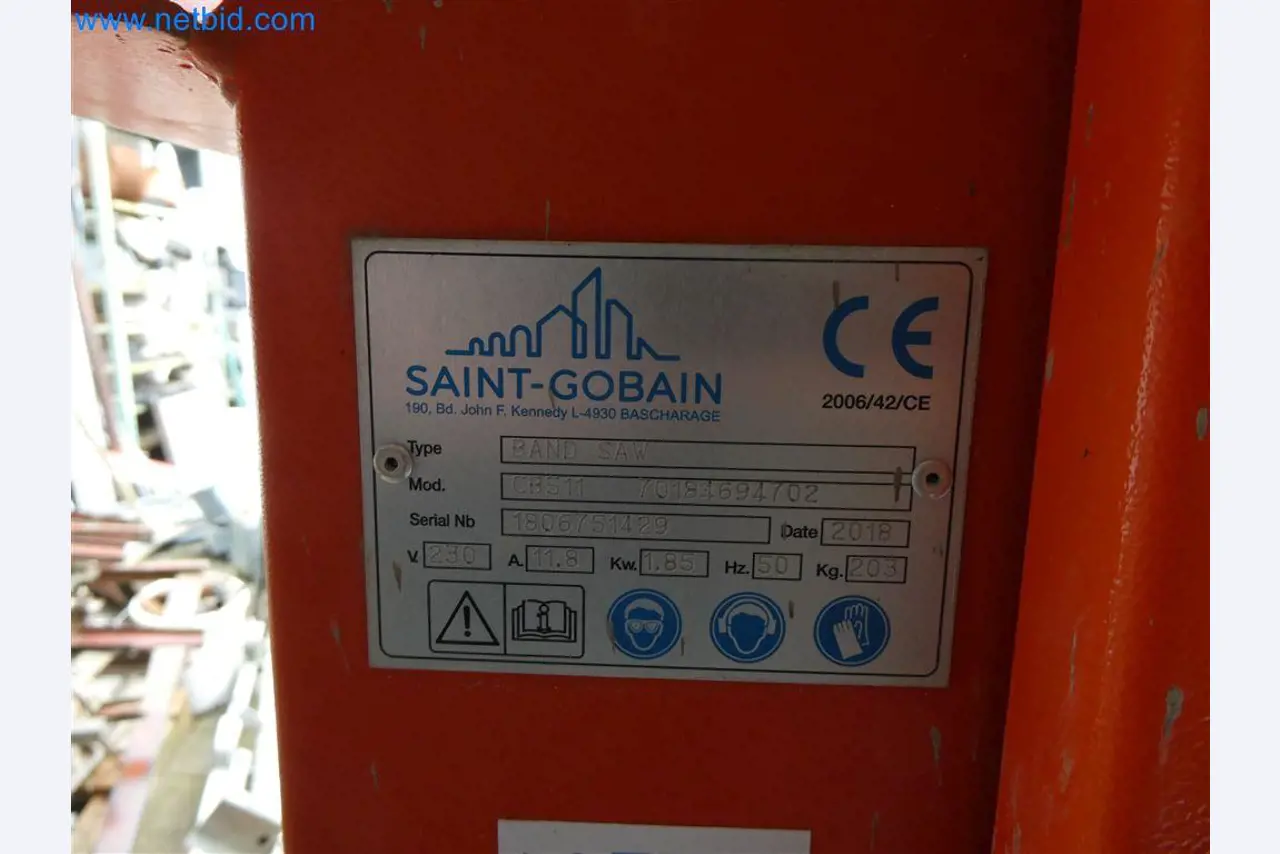 www.netbid.com
SAINT-GOBAIN
190, Bd. John F. Kennedy L-4930 BASCHARAGE
CE
2006/42/CE
Type BAND SAW
Mod. CBS11 70184694702
Serial Nb 1806751429 Date 2018
V. 230 A. 11.8 Kw. 1.85 Hz. 50 Kg. 203